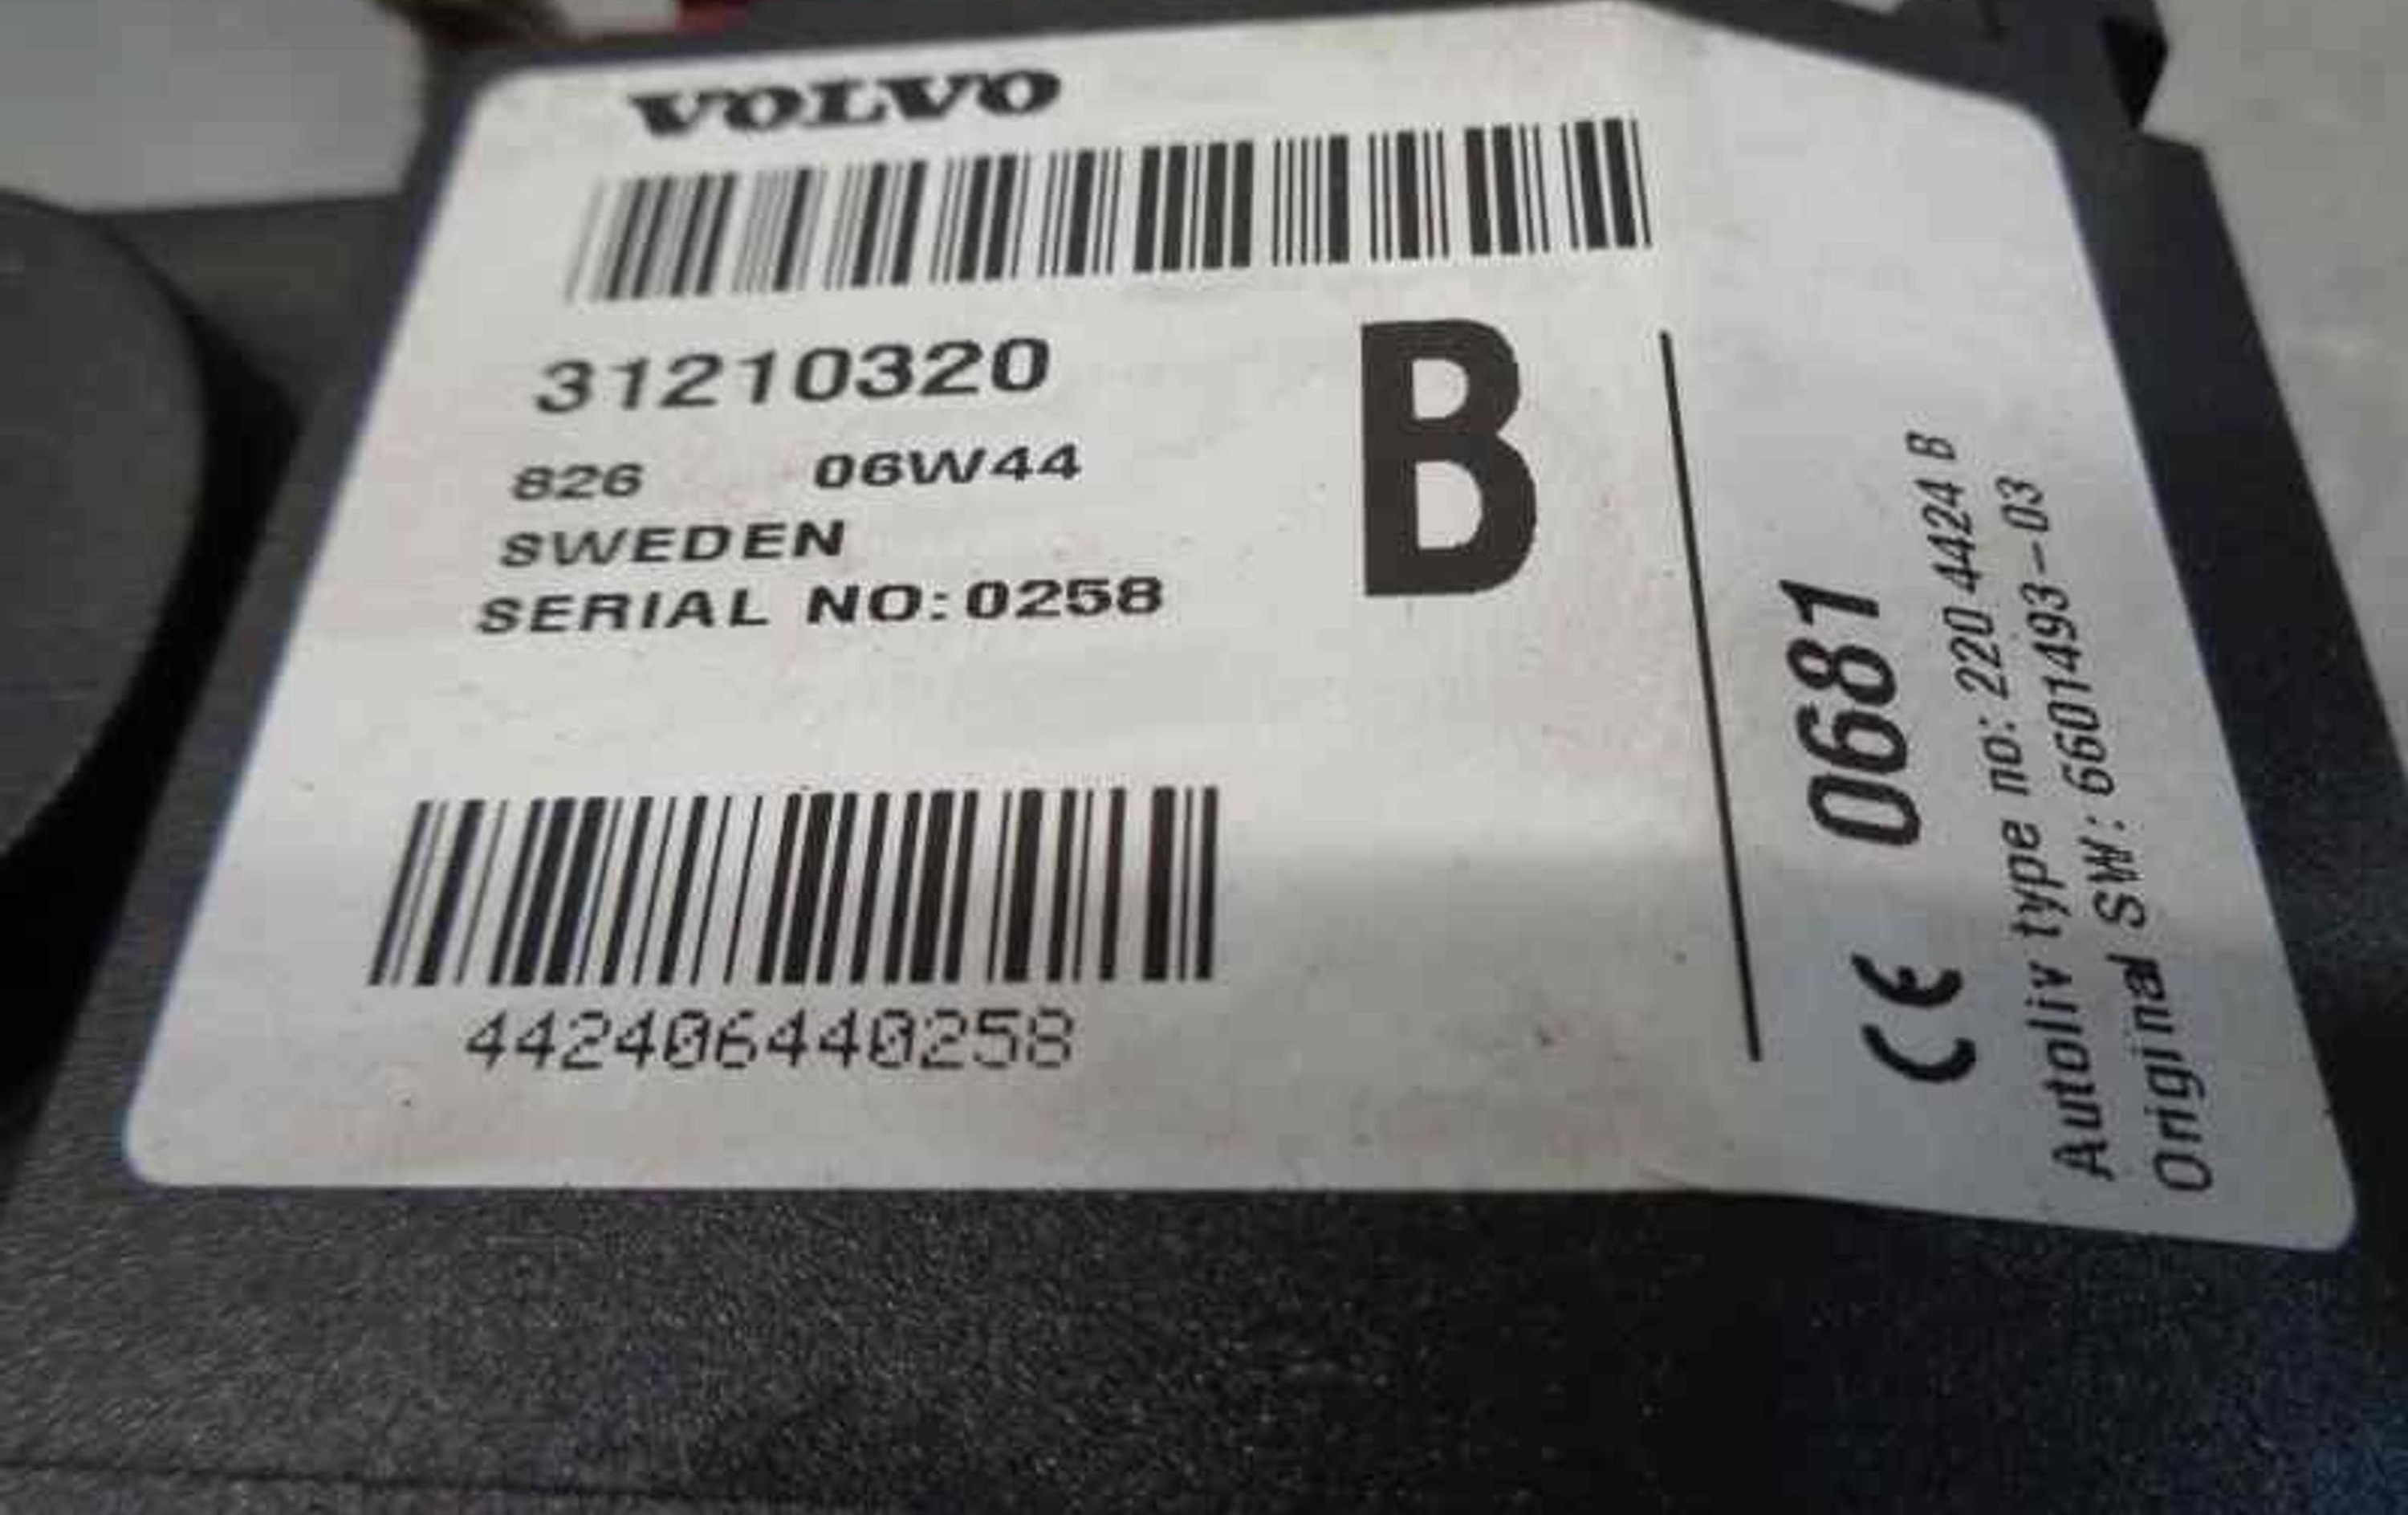 VOLVO
31210320
826 06W44
SWEDEN
SERIAL NO:0258
B
442406440258
CE 0681
Autoliv type no: 220 4424 B
Original SW: 6601493-03